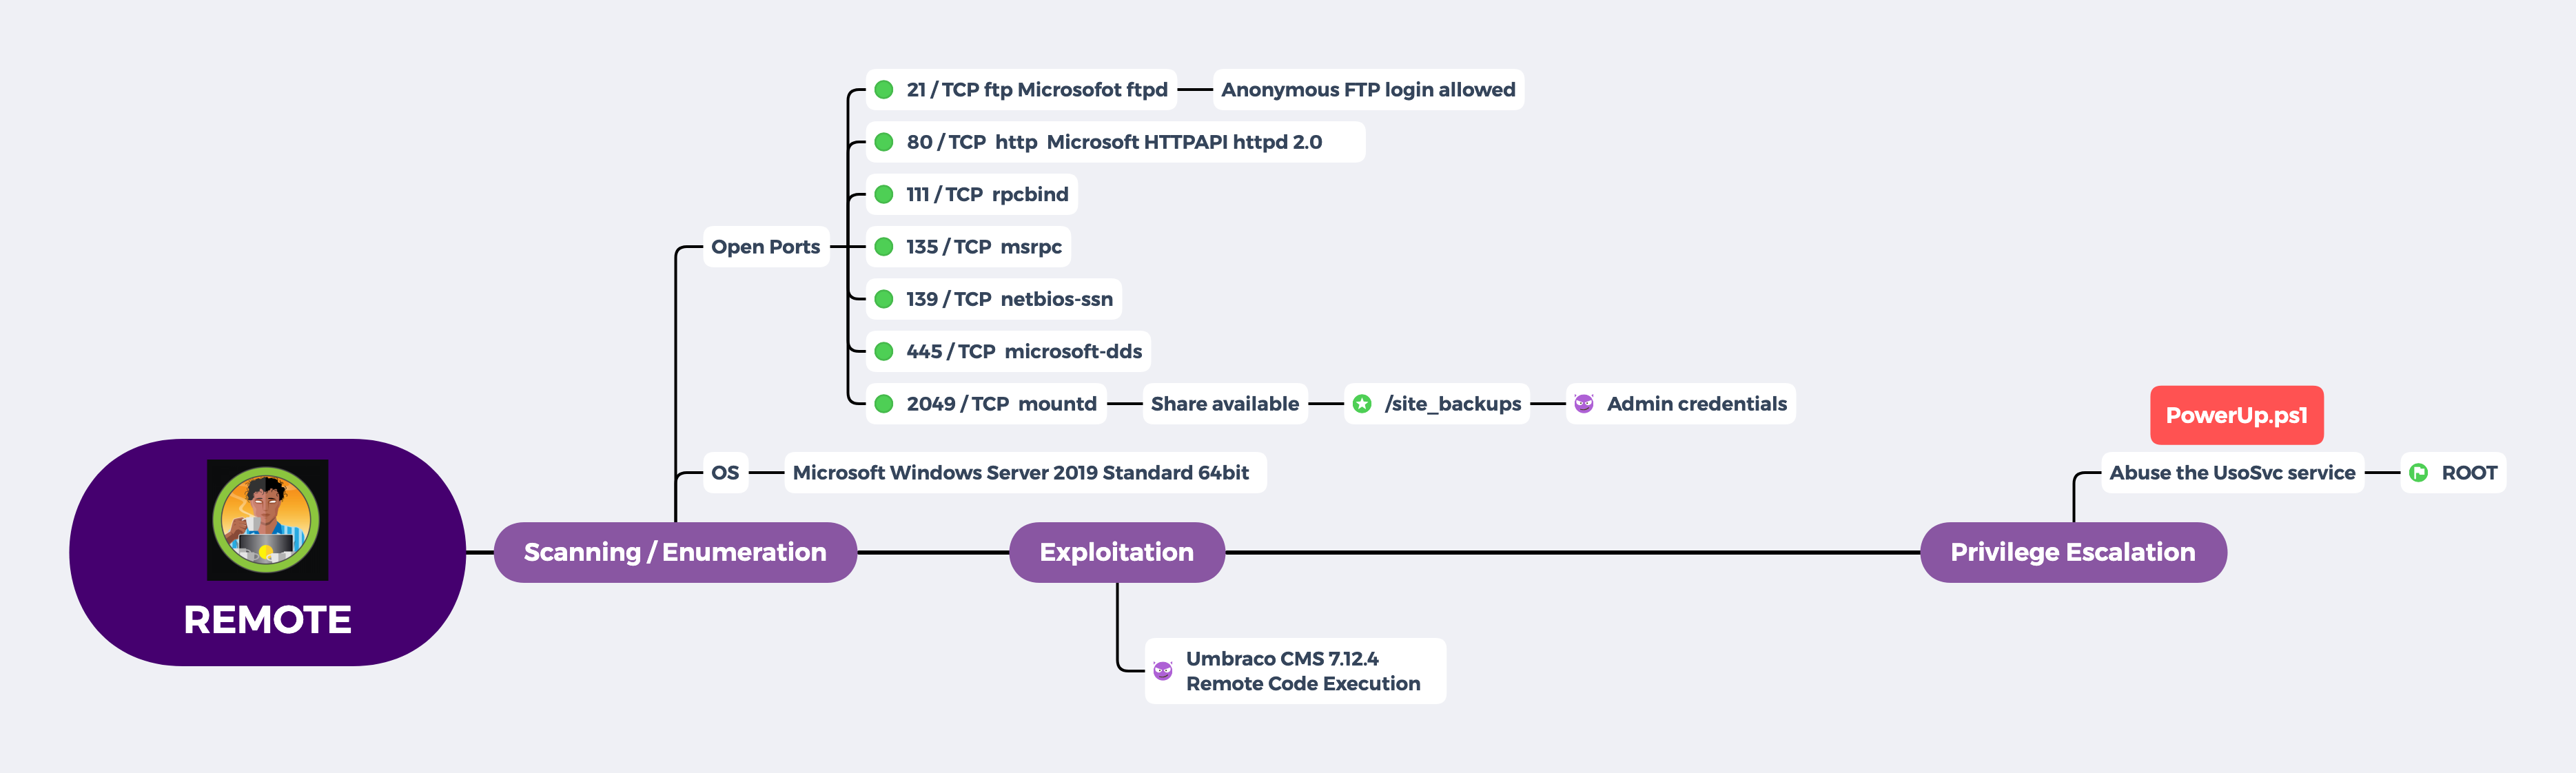 21 / TCP ftp Microsofot ftpd
Anonymous FTP login allowed
80 / TCP http Microsoft HTTPAPI httpd 2.0
111 / TCP rpcbind
Open Ports
135 / TCP msrpc
139 / TCP netbios-ssn
445 / TCP microsoft-dds
2049 / TCP mountd
Share available
/site_backups
Admin credentials
PowerUp.ps1
OS
Microsoft Windows Server 2019 Standard 64bit
Abuse the UsoSvc service
ROOT
Scanning / Enumeration
Exploitation
Privilege Escalation
REMOTE
Umbraco CMS 7.12.4
Remote Code Execution